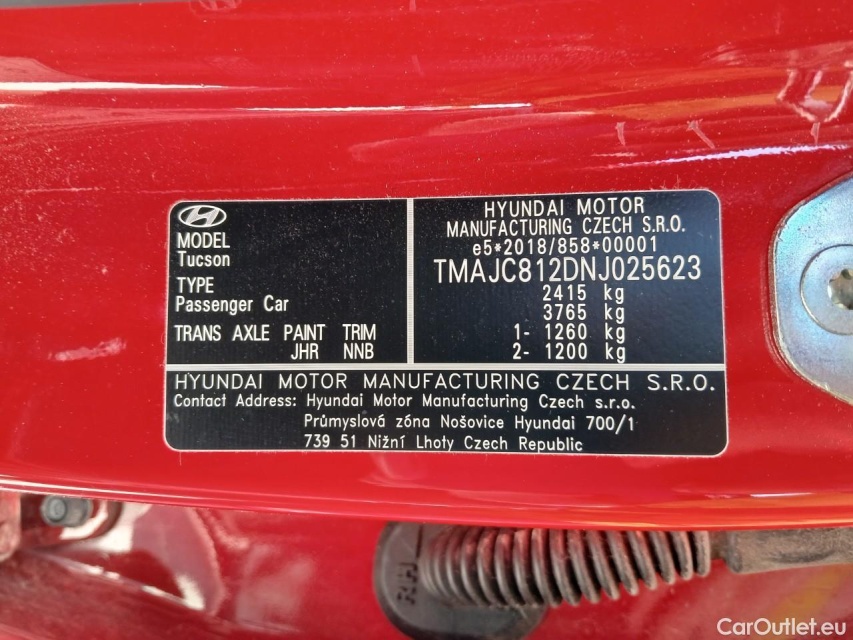 MODEL
Tucson
TYPE
Passenger Car
TRANS AXLE PAINT TRIM
JHR NNB
HYUNDAI MOTOR
MANUFACTURING CZECH S.R.O.
e5*2018/858*00001
TMAJC812DNJ025623
2415 kg
3765 kg
1- 1260 kg
2- 1200 kg
HYUNDAI MOTOR MANUFACTURING CZECH S.R.O.
Contact Address: Hyundai Motor Manufacturing Czech s.r.o.
Průmyslová zóna Nošovice Hyundai 700/1
739 51 Nižní Lhoty Czech Republic
CarOutlet.eu